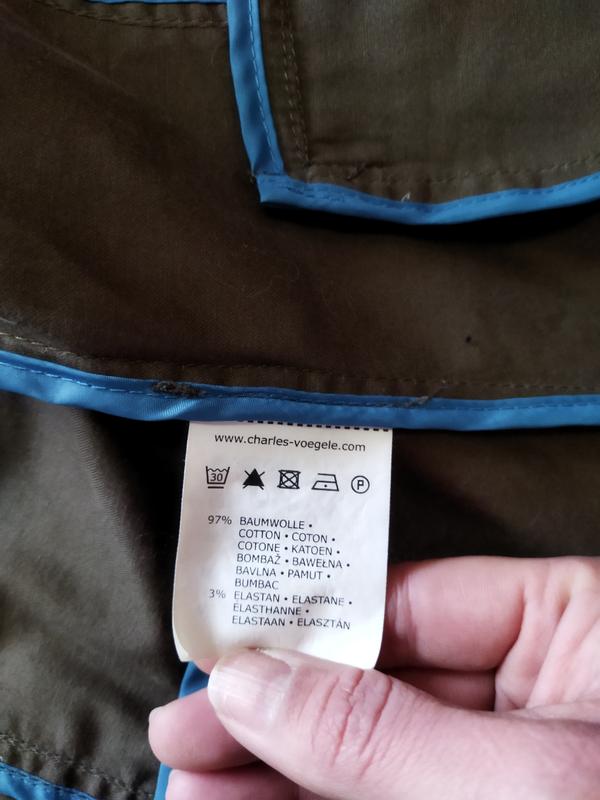 www.charles-voegele.com
30 P
97% BAUMWOLLE •
COTTON • COTON •
COTONE • KATOEN •
BOMBAŽ • BAWEŁNA •
BAVLNA • PAMUT •
BUMBAC
3% ELASTAN • ELASTANE •
ÉLASTHANNE •
ELASTAAN • ELASZTÁN